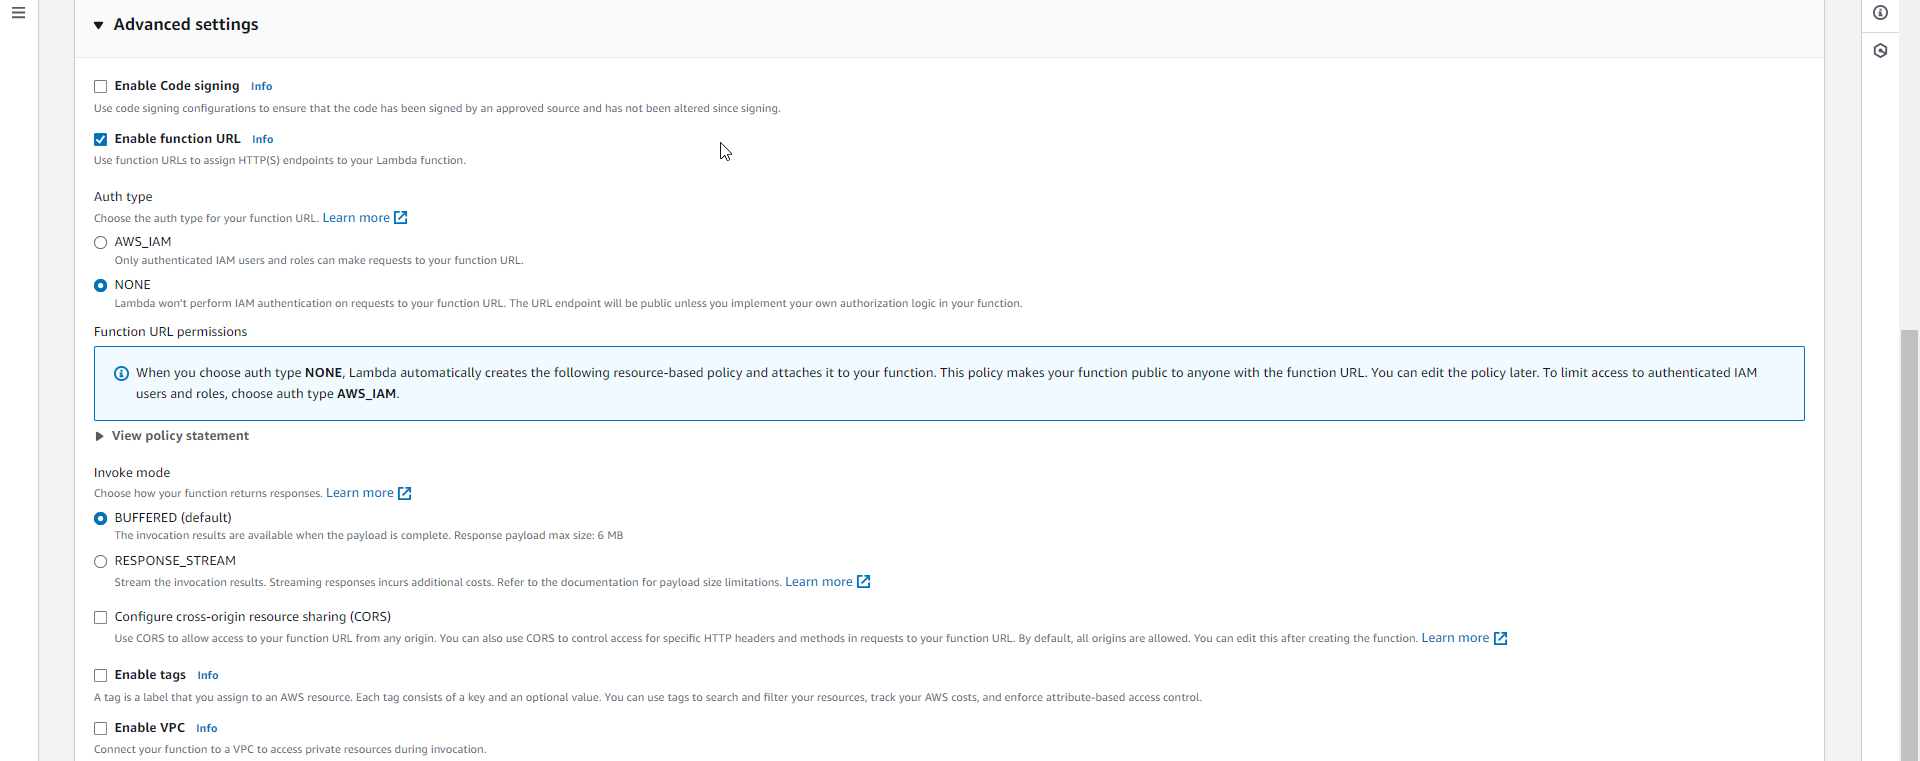 Advanced settings
Enable Code signing Info
Use code signing configurations to ensure that the code has been signed by an approved source and has not been altered since signing.
Enable function URL Info
Use function URLs to assign HTTP(S) endpoints to your Lambda function.
Auth type
Choose the auth type for your function URL. Learn more
AWS_IAM
Only authenticated IAM users and roles can make requests to your function URL.
NONE
Lambda won't perform IAM authentication on requests to your function URL. The URL endpoint will be public unless you implement your own authorization logic in your function.
Function URL permissions
When you choose auth type NONE, Lambda automatically creates the following resource-based policy and attaches it to your function. This policy makes your function public to anyone with the function URL. You can edit the policy later. To limit access to authenticated IAM
users and roles, choose auth type AWS_IAM.
View policy statement
Invoke mode
Choose how your function returns responses. Learn more
BUFFERED (default)
The invocation results are available when the payload is complete. Response payload max size: 6 MB
RESPONSE_STREAM
Stream the invocation results. Streaming responses incurs additional costs. Refer to the documentation for payload size limitations. Learn more
Configure cross-origin resource sharing (CORS)
Use CORS to allow access to your function URL from any origin. You can also use CORS to control access for specific HTTP headers and methods in requests to your function URL. By default, all origins are allowed. You can edit this after creating the function. Learn more
Enable tags Info
A tag is a label that you assign to an AWS resource. Each tag consists of a key and an optional value. You can use tags to search and filter your resources, track your AWS costs, and enforce attribute-based access control.
Enable VPC Info
Connect your function to a VPC to access private resources during invocation.